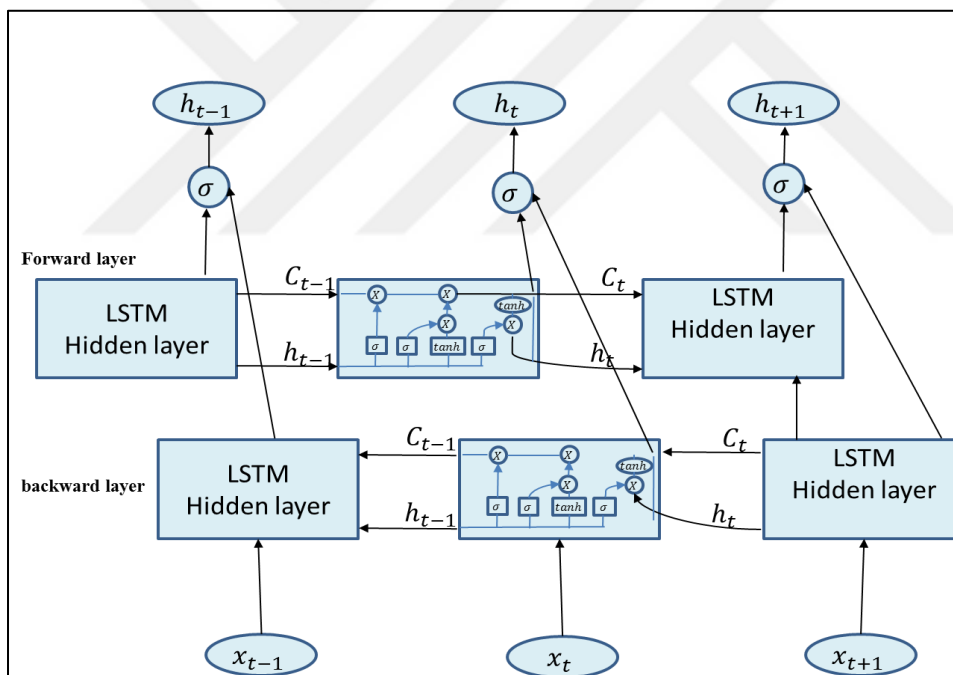 h_{t−1} h_t h_{t+1}
σ σ σ
Forward layer
LSTM
Hidden layer
C_{t−1}
h_{t−1}
X X tanh
X X
σ σ tanh σ
C_t
h_t
LSTM
Hidden layer
backward layer
LSTM
Hidden layer
C_{t−1}
h_{t−1}
X X tanh
X X
σ σ tanh σ
C_t
h_t
LSTM
Hidden layer
x_{t−1} x_t x_{t+1}